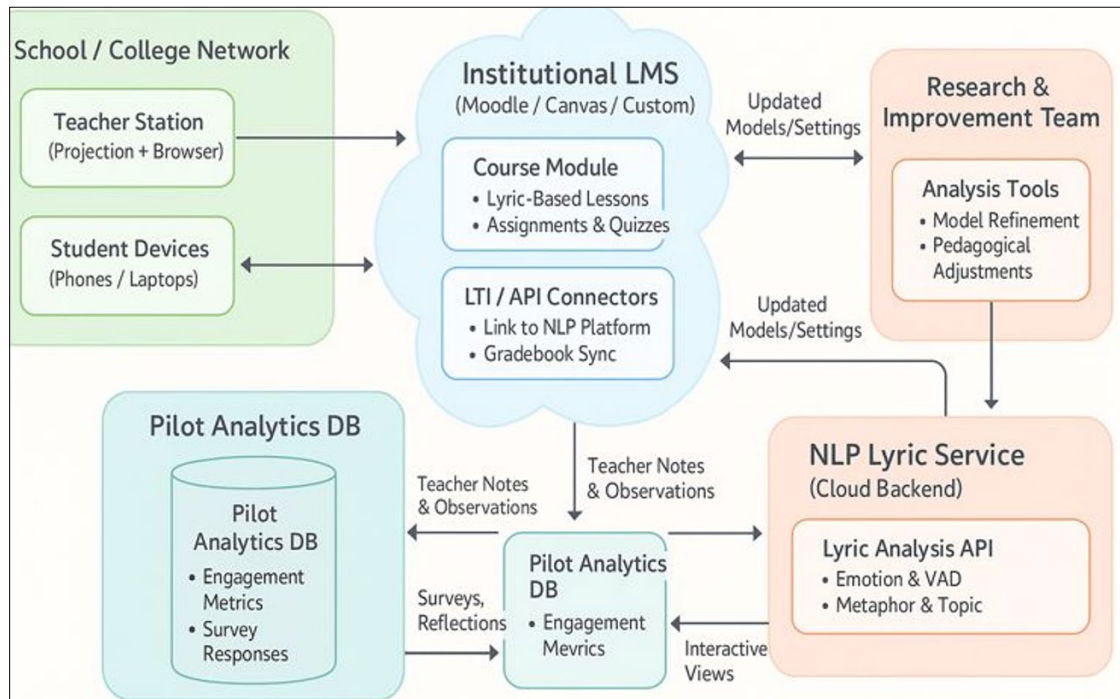 School / College Network
Teacher Station
(Projection + Browser)
Student Devices
(Phones / Laptops)
Institutional LMS
(Moodle / Canvas / Custom)
Course Module
• Lyric-Based Lessons
• Assignments & Quizzes
LTI / API Connectors
• Link to NLP Platform
• Gradebook Sync
Updated
Models/Settings
Research &
Improvement Team
Analysis Tools
• Model Refinement
• Pedagogical
Adjustments
Updated
Models/Settings
Pilot Analytics DB
Pilot
Analytics DB
• Engagement
Metrics
• Survey
Responses
Teacher Notes
& Observations
Surveys,
Reflections
Teacher Notes
& Observations
Pilot Analytics
DB
• Engagement
Mevrics
Interactive
Views
NLP Lyric Service
(Cloud Backend)
Lyric Analysis API
• Emotion & VAD
• Metaphor & Topic